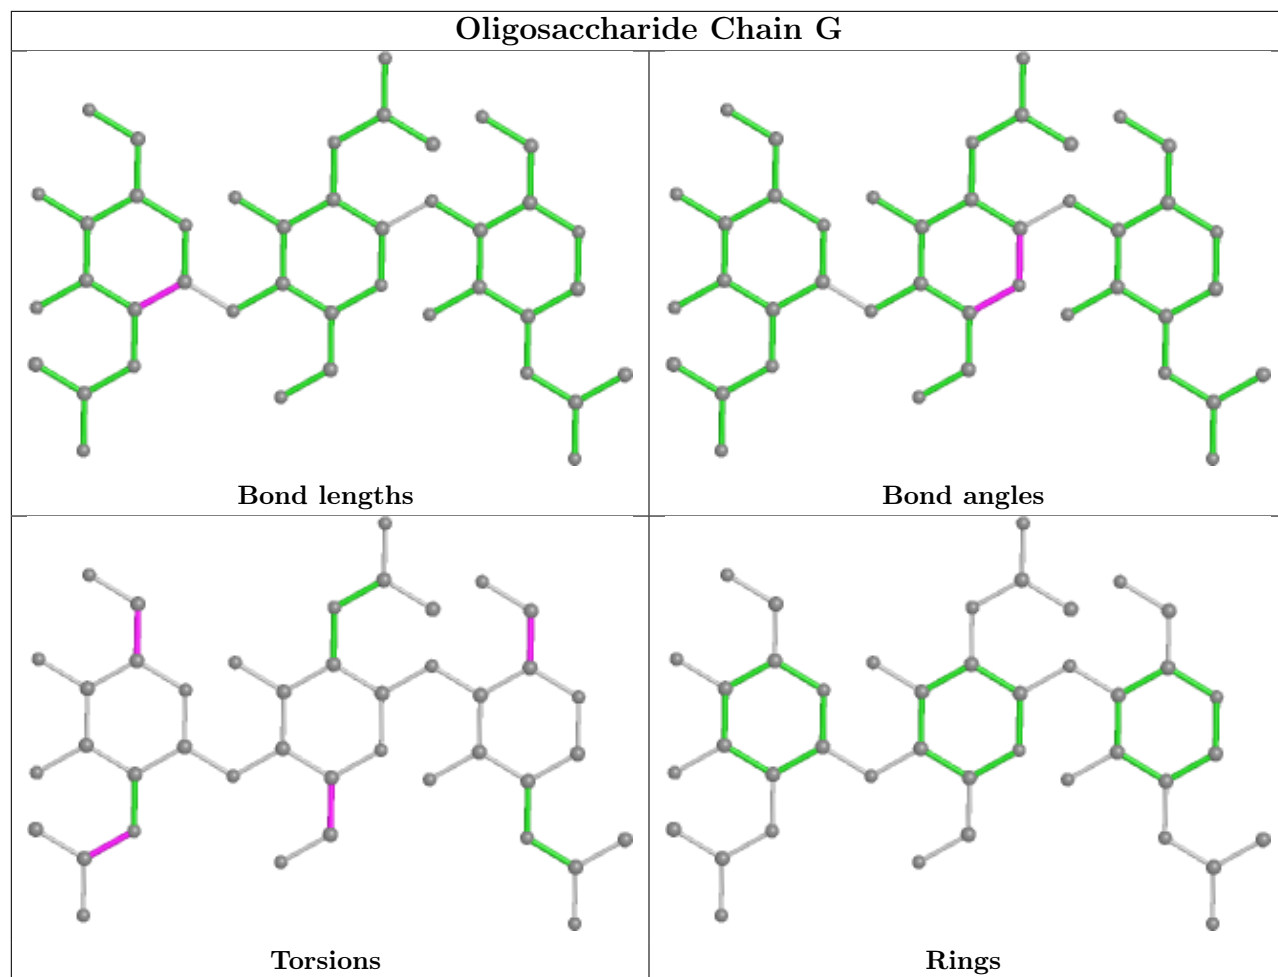 Oligosaccharide Chain G
Bond lengths
Bond angles
Torsions
Rings